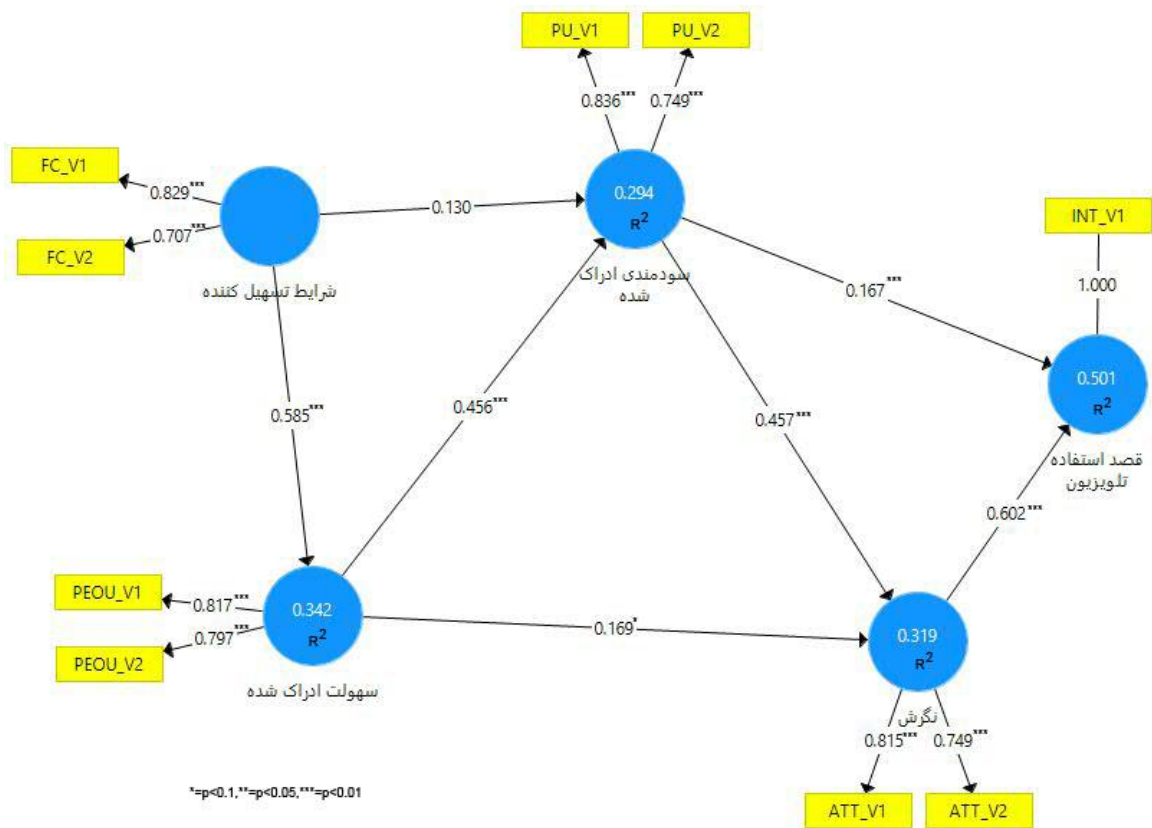 PU_V1
PU_V2
0.836***
0.749***
FC_V1
0.829***
0.707***
FC_V2
شرایط تسهیل کننده
0.130
0.294
R²
سودمندی ادراک
شده
INT_V1
1.000
0.167***
0.501
R²
قصد استفاده
تلویزیون
0.585***
0.456***
0.457***
0.602***
PEOU_V1
0.817***
0.797***
PEOU_V2
0.342
R²
سهولت ادراک شده
0.169*
0.319
R²
نگرش
0.815***
0.749***
ATT_V1
ATT_V2
*=p<0.1,**=p<0.05,***=p<0.01